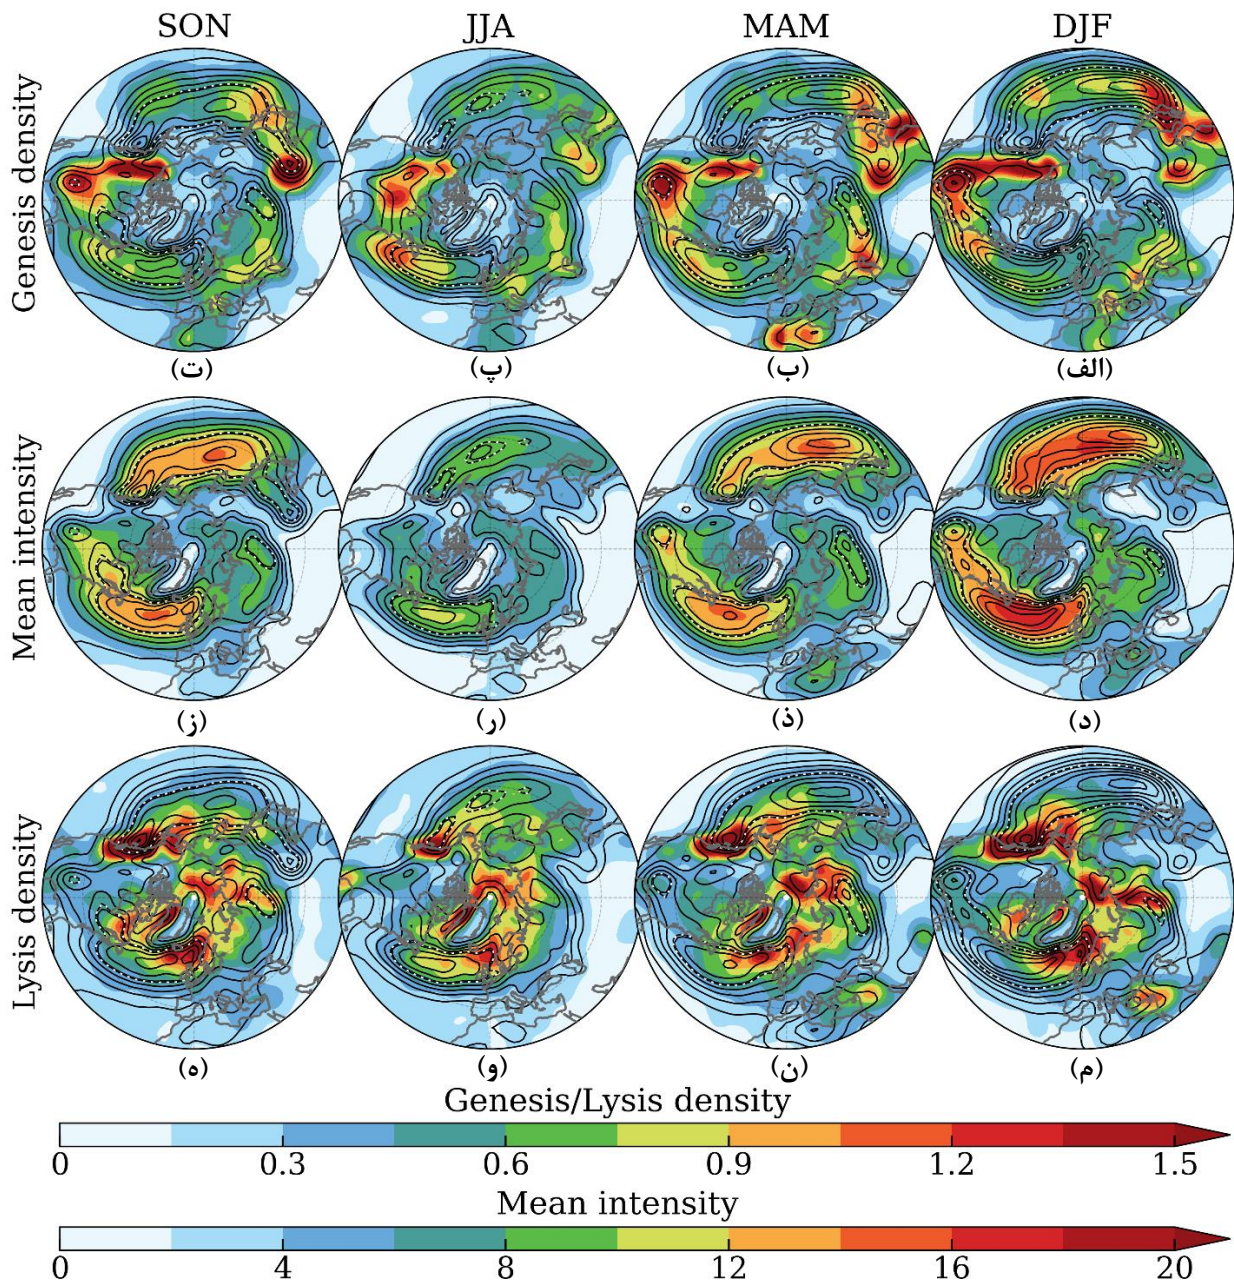 SON JJA MAM DJF
Genesis density
(ت) (پ) (ب) (الف)
Mean intensity
(ز) (ر) (ذ) (د)
Lysis density
(ه) (و) (ن) (م)
Genesis/Lysis density
0 0.3 0.6 0.9 1.2 1.5
Mean intensity
0 4 8 12 16 20